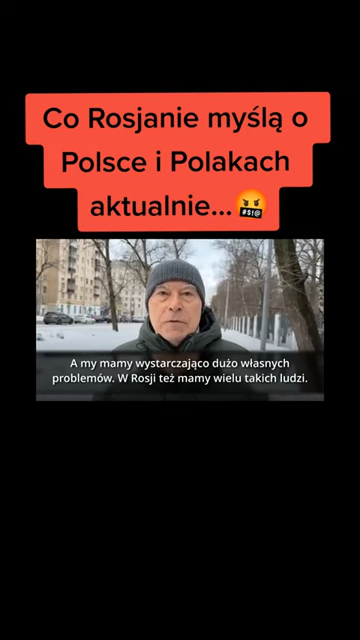 Co Rosjanie myślą o
Polsce i Polakach
aktualnie...🤬
A my mamy wystarczająco dużo własnych
problemów. W Rosji też mamy wielu takich ludzi.